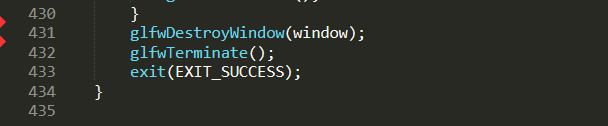 430 }
431 glfwDestroyWindow(window);
432 glfwTerminate();
433 exit(EXIT_SUCCESS);
434 }
435